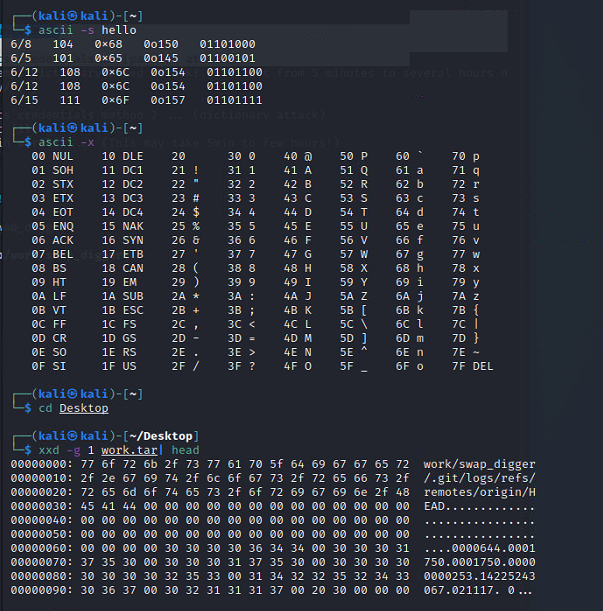 ┌──(kali㉿kali)-[~]
└─$ ascii -s hello
6/8 104 0x68 0o150 01101000
6/5 101 0x65 0o145 01100101
6/12 108 0x6C 0o154 01101100
6/12 108 0x6C 0o154 01101100
6/15 111 0x6F 0o157 01101111
┌──(kali㉿kali)-[~]
└─$ ascii -x
00 NUL 10 DLE 20 30 0 40 @ 50 P 60 ` 70 p
01 SOH 11 DC1 21 ! 31 1 41 A 51 Q 61 a 71 q
02 STX 12 DC2 22 " 32 2 42 B 52 R 62 b 72 r
03 ETX 13 DC3 23 # 33 3 43 C 53 S 63 c 73 s
04 EOT 14 DC4 24 $ 34 4 44 D 54 T 64 d 74 t
05 ENQ 15 NAK 25 % 35 5 45 E 55 U 65 e 75 u
06 ACK 16 SYN 26 & 36 6 46 F 56 V 66 f 76 v
07 BEL 17 ETB 27 ' 37 7 47 G 57 W 67 g 77 w
08 BS 18 CAN 28 ( 38 8 48 H 58 X 68 h 78 x
09 HT 19 EM 29 ) 39 9 49 I 59 Y 69 i 79 y
0A LF 1A SUB 2A * 3A : 4A J 5A Z 6A j 7A z
0B VT 1B ESC 2B + 3B ; 4B K 5B [ 6B k 7B {
0C FF 1C FS 2C , 3C < 4C L 5C \ 6C l 7C |
0D CR 1D GS 2D - 3D = 4D M 5D ] 6D m 7D }
0E SO 1E RS 2E . 3E > 4E N 5E ^ 6E n 7E ~
0F SI 1F US 2F / 3F ? 4F O 5F _ 6F o 7F DEL
┌──(kali㉿kali)-[~]
└─$ cd Desktop
┌──(kali㉿kali)-[~/Desktop]
└─$ xxd -g 1 work.tar| head
00000000: 77 6f 72 6b 2f 73 77 61 70 5f 64 69 67 67 65 72 work/swap_digger
00000010: 2f 2e 67 69 74 2f 6c 6f 67 73 2f 72 65 66 73 2f /.git/logs/refs/
00000020: 72 65 6d 6f 74 65 73 2f 6f 72 69 67 69 6e 2f 48 remotes/origin/H
00000030: 45 41 44 00 00 00 00 00 00 00 00 00 00 00 00 00 EAD.............
00000040: 00 00 00 00 00 00 00 00 00 00 00 00 00 00 00 00 ................
00000050: 00 00 00 00 00 00 00 00 00 00 00 00 00 00 00 00 ................
00000060: 00 00 00 00 30 30 30 30 36 34 34 00 30 30 30 31 ....0000644.0001
00000070: 37 35 30 00 30 30 30 31 37 35 30 00 30 30 30 30 750.0001750.0000
00000080: 30 30 30 30 32 35 33 00 31 34 32 32 35 32 34 33 0000253.14225243
00000090: 30 36 37 00 30 32 31 31 31 37 00 20 30 00 00 00 067.021117. 0...